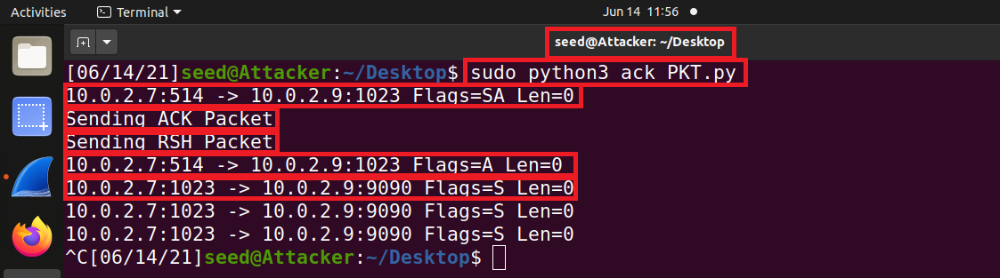 Activities Terminal Jun 14 11:56
seed@Attacker: ~/Desktop
[06/14/21]seed@Attacker:~/Desktop$ sudo python3 ack PKT.py
10.0.2.7:514 -> 10.0.2.9:1023 Flags=SA Len=0
Sending ACK Packet
Sending RSH Packet
10.0.2.7:514 -> 10.0.2.9:1023 Flags=A Len=0
10.0.2.7:1023 -> 10.0.2.9:9090 Flags=S Len=0
10.0.2.7:1023 -> 10.0.2.9:9090 Flags=S Len=0
10.0.2.7:1023 -> 10.0.2.9:9090 Flags=S Len=0
^C[06/14/21]seed@Attacker:~/Desktop$